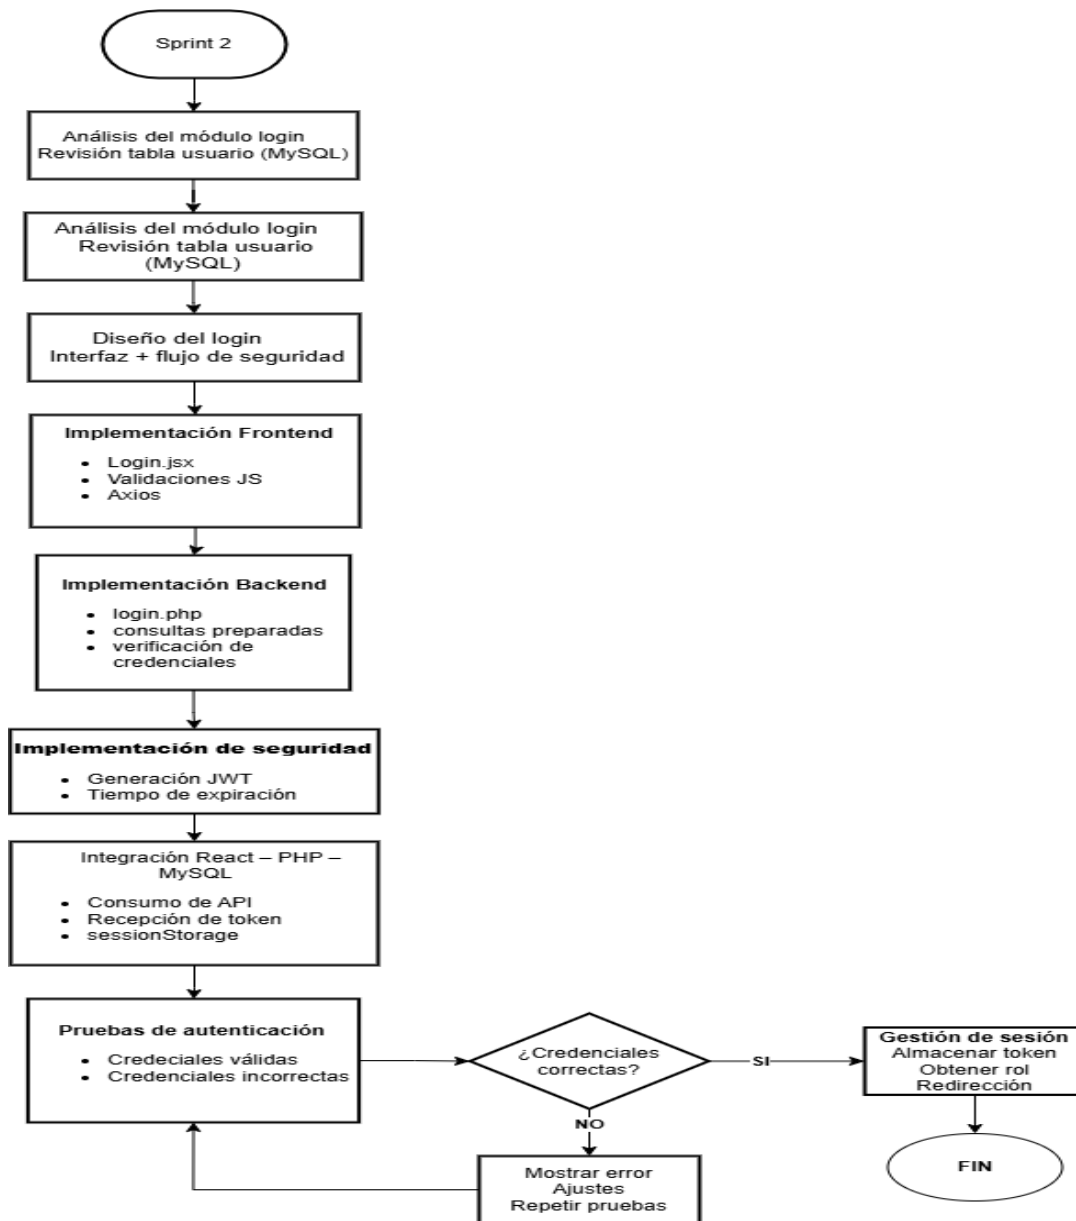 Sprint 2
Análisis del módulo login
Revisión tabla usuario (MySQL)
Análisis del módulo login
Revisión tabla usuario
(MySQL)
Diseño del login
Interfaz + flujo de seguridad
Implementación Frontend
• Login.jsx
• Validaciones JS
• Axios
Implementación Backend
• login.php
• consultas preparadas
• verificación de
credenciales
Implementación de seguridad
• Generación JWT
• Tiempo de expiración
Integración React – PHP –
MySQL
• Consumo de API
• Recepción de token
• sessionStorage
Pruebas de autenticación
• Credeciales válidas
• Credenciales incorrectas
¿Credenciales
correctas?
SI
Gestión de sesión
Almacenar token
Obtener rol
Redirección
NO
Mostrar error
Ajustes
Repetir pruebas
FIN